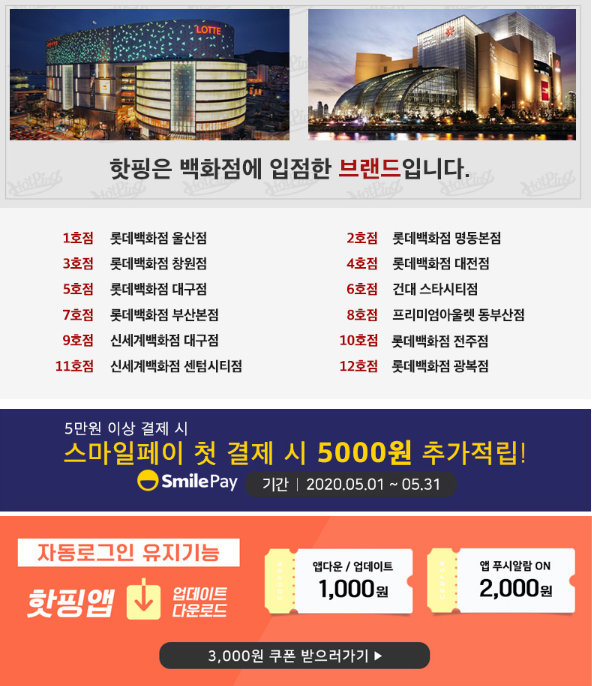 LOTTE
핫핑은 백화점에 입점한 브랜드입니다.
1호점 롯데백화점 울산점
2호점 롯데백화점 명동본점
3호점 롯데백화점 창원점
4호점 롯데백화점 대전점
5호점 롯데백화점 대구점
6호점 건대 스타시티점
7호점 롯데백화점 부산본점
8호점 프리미엄아울렛 동부산점
9호점 신세계백화점 대구점
10호점 롯데백화점 전주점
11호점 신세계백화점 센텀시티점
12호점 롯데백화점 광복점
5만원 이상 결제 시
스마일페이 첫 결제 시 5000원 추가적립!
Smile Pay 기간 | 2020.05.01 ~ 05.31
자동로그인 유지기능
핫핑앱 업데이트
다운로드
앱다운 / 업데이트
1,000원
앱 푸시알람 ON
2,000원
3,000원 쿠폰 받으러가기 ▶